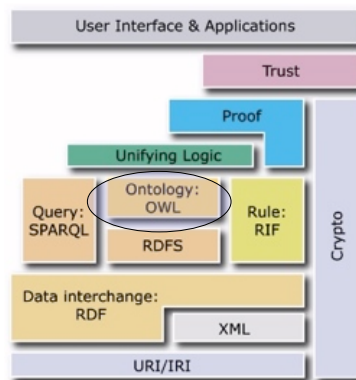 User Interface & Applications
Trust
Proof
Unifying Logic
Ontology:
OWL
Query:
SPARQL
Rule:
RIF
RDFS
Crypto
Data interchange:
RDF
XML
URI/IRI